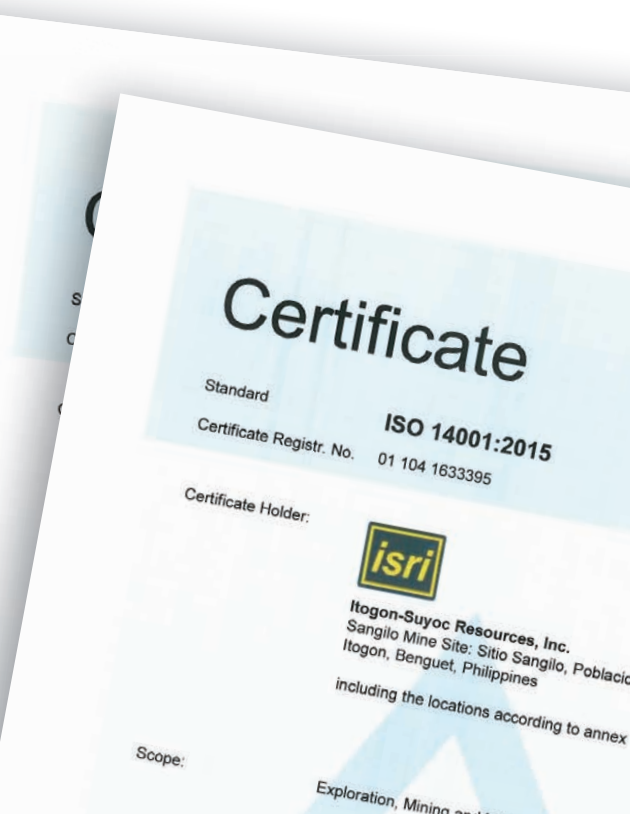 Certificate
Standard
ISO 14001:2015
Certificate Registr. No.
01 104 1633395
Certificate Holder:
isri
Itogon-Suyoc Resources, Inc.
Sangilo Mine Site: Sitio Sangilo,
Itogon, Benguet, Philippines
including the locations according to annex
Scope:
Exploration, Mining